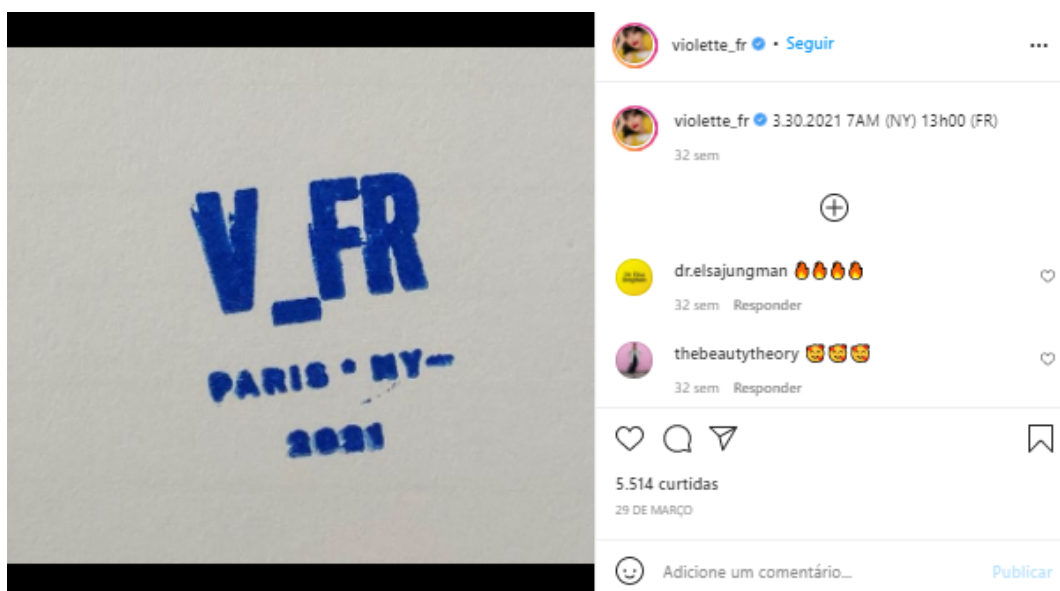 V_FR
PARIS • NY—
2021
violette_fr • Seguir
violette_fr 3.30.2021 7AM (NY) 13h00 (FR)
32 sem
dr.elsajungman 🔥🔥🔥🔥
32 sem Responder
thebeautytheory 🥰🥰🥰
32 sem Responder
5.514 curtidas
29 DE MARÇO
Adicione um comentário... Publicar